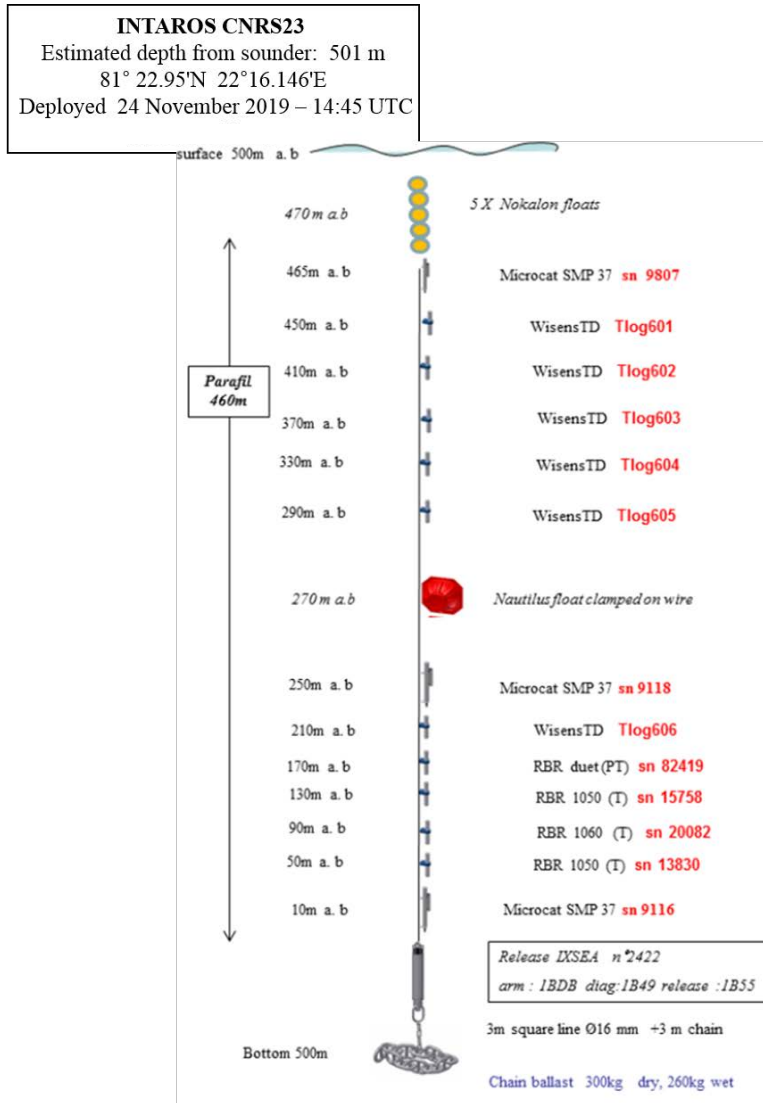 INTAROS CNRS23
Estimated depth from sounder: 501 m
81° 22.95'N 22°16.146'E
Deployed 24 November 2019 – 14:45 UTC
surface 500m a.b
470m a.b 5 X Nokalon floats
465m a. b Microcat SMP 37 sn 9807
450m a. b WisensTD Tlog601
410m a. b WisensTD Tlog602
Parafil
460m
370m a. b WisensTD Tlog603
330m a. b WisensTD Tlog604
290m a. b WisensTD Tlog605
270m a.b Nautilus float clamped on wire
250m a. b Microcat SMP 37 sn 9118
210m a. b WisensTD Tlog606
170m a. b RBR duet (PT) sn 82419
130m a. b RBR 1050 (T) sn 15758
90m a. b RBR 1060 (T) sn 20082
50m a. b RBR 1050 (T) sn 13830
10m a. b Microcat SMP 37 sn 9116
Release IXSEA n°2422
arm : 1BDB diag:1B49 release :1B55
3m square line Ø16 mm +3 m chain
Bottom 500m
Chain ballast 300kg dry, 260kg wet